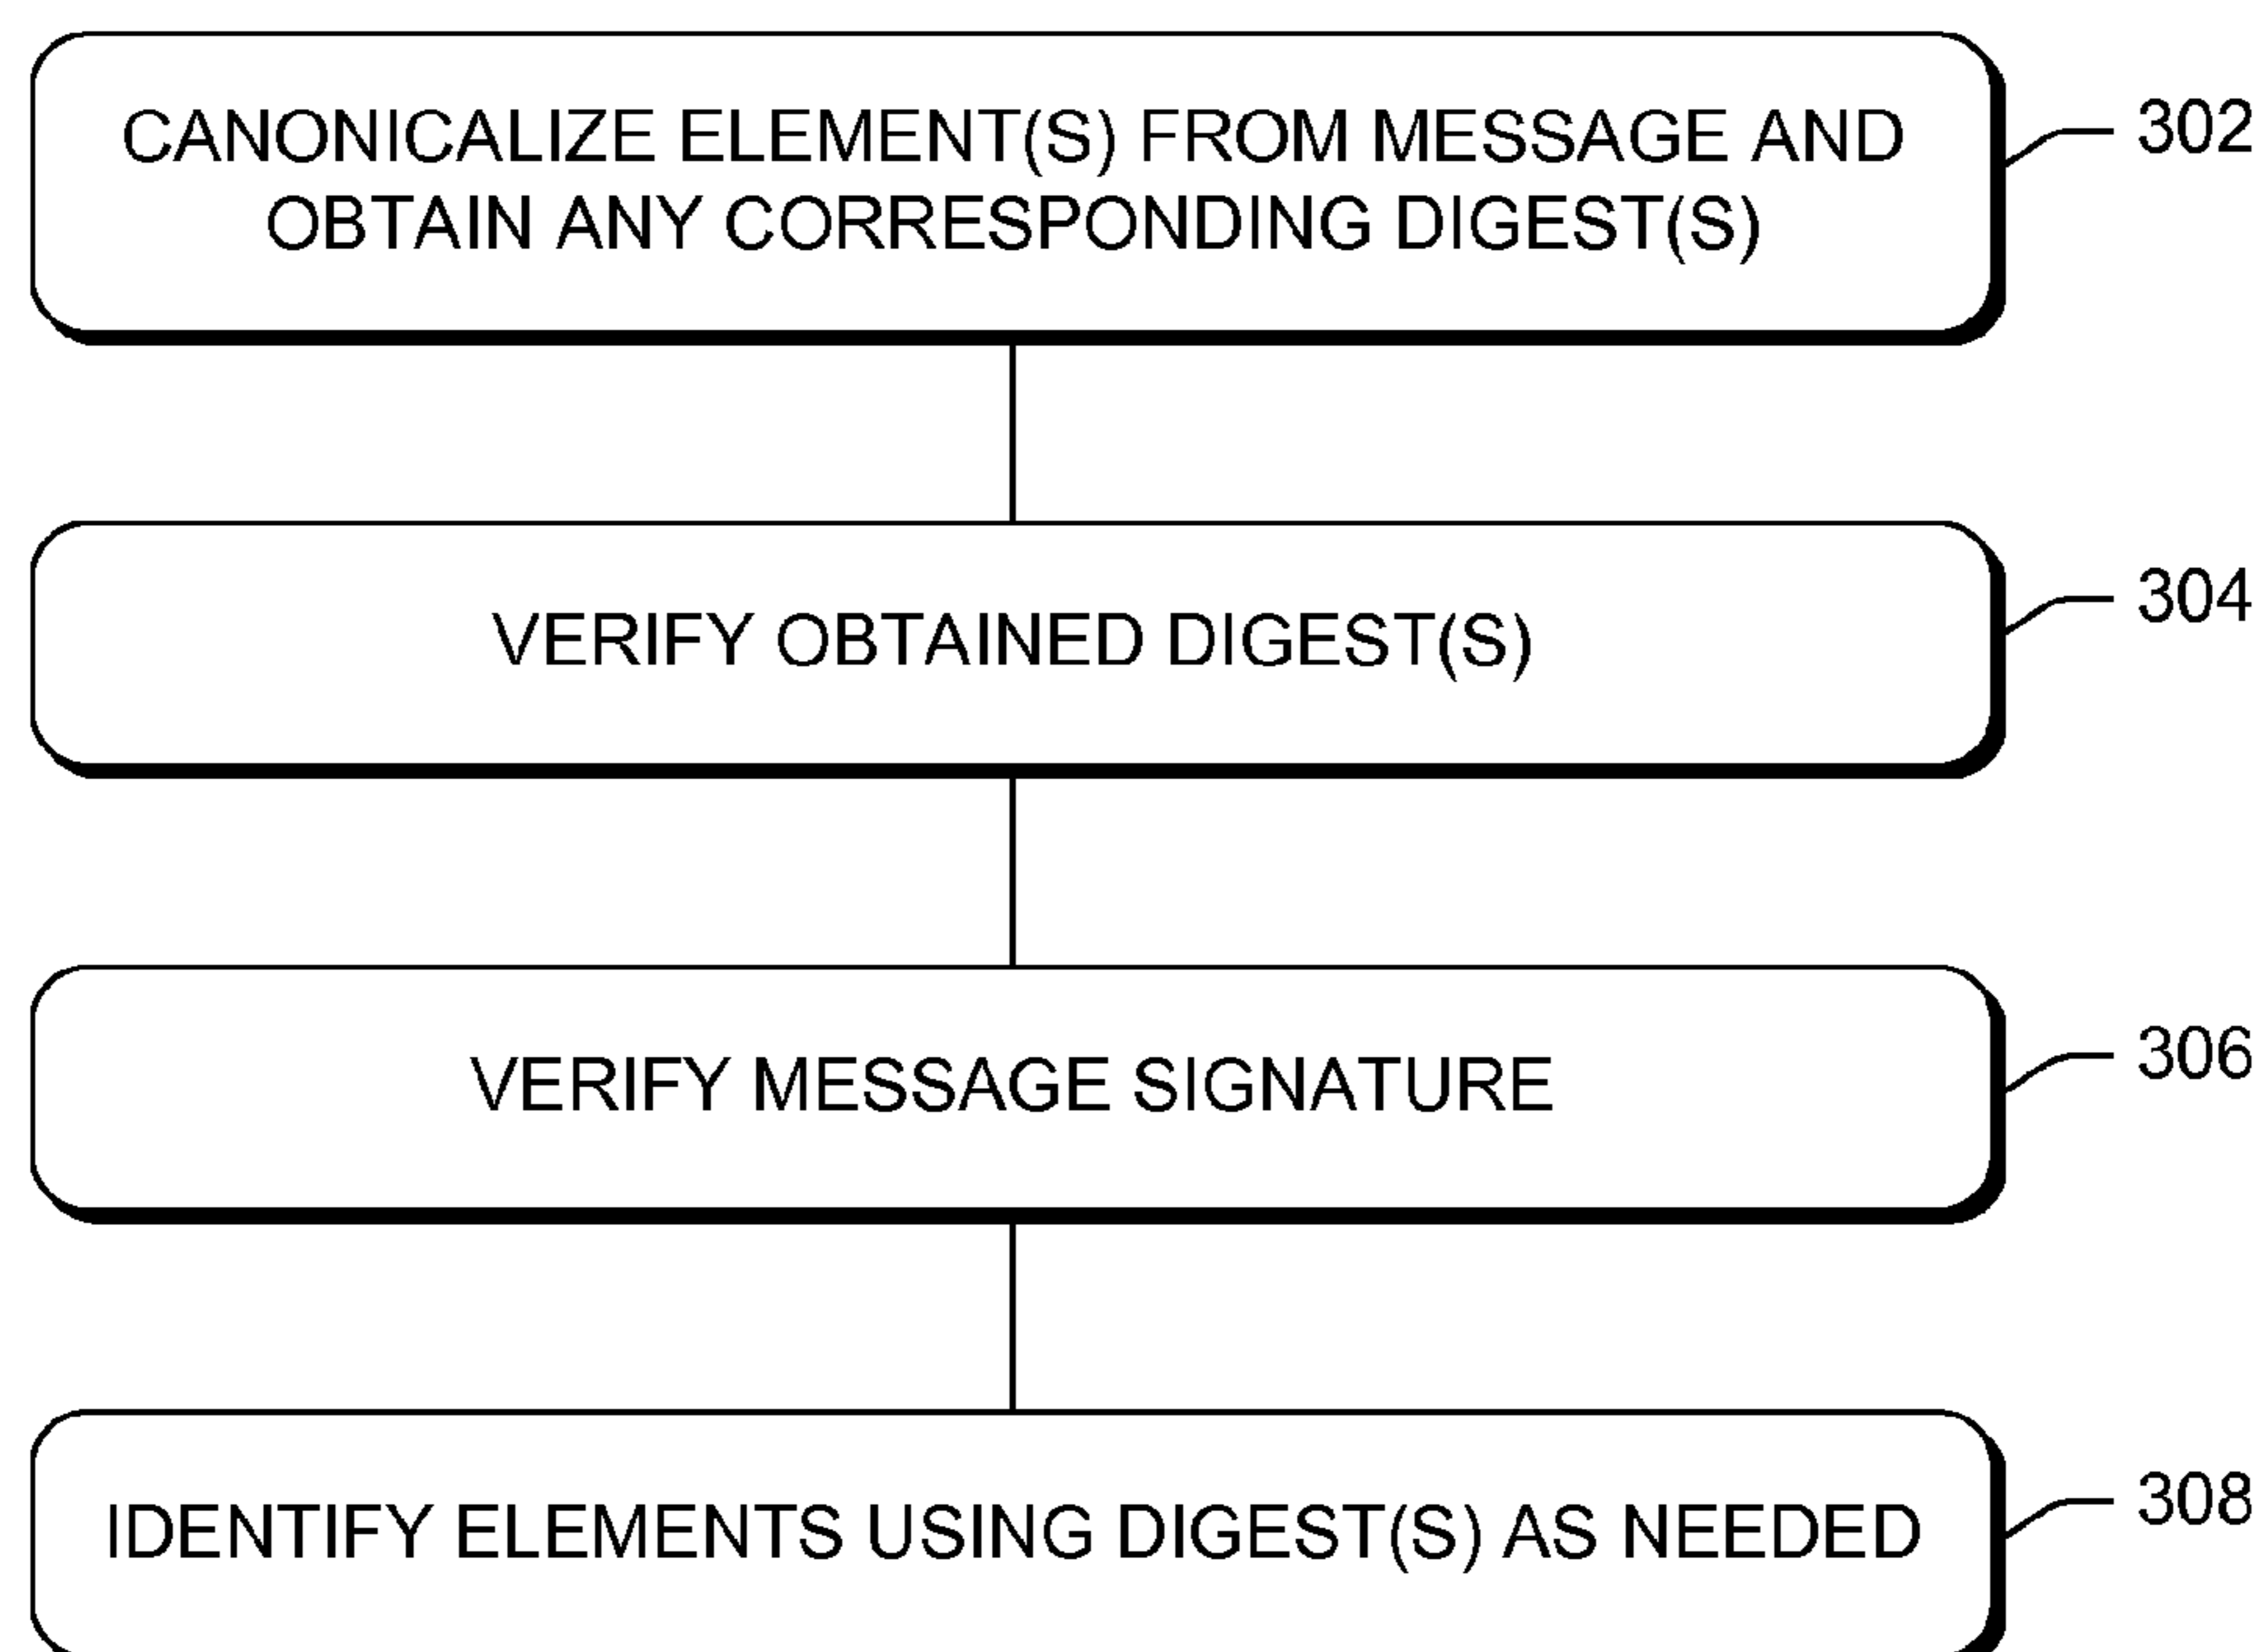 CANONICALIZE ELEMENT(S) FROM MESSAGE AND
OBTAIN ANY CORRESPONDING DIGEST(S)
302
VERIFY OBTAINED DIGEST(S)
304
VERIFY MESSAGE SIGNATURE
306
IDENTIFY ELEMENTS USING DIGEST(S) AS NEEDED
308